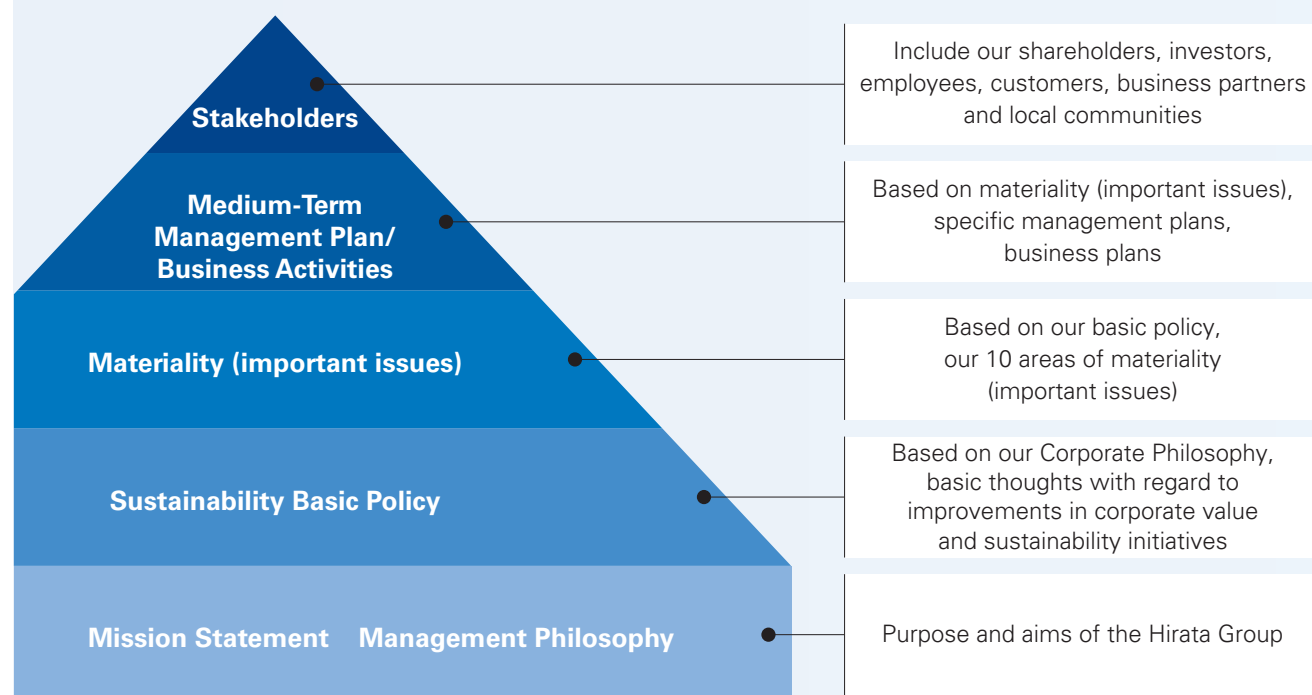 Stakeholders
Include our shareholders, investors,
employees, customers, business partners
and local communities
Medium-Term
Management Plan/
Business Activities
Based on materiality (important issues),
specific management plans,
business plans
Materiality (important issues)
Based on our basic policy,
our 10 areas of materiality
(important issues)
Sustainability Basic Policy
Based on our Corporate Philosophy,
basic thoughts with regard to
improvements in corporate value
and sustainability initiatives
Mission Statement Management Philosophy
Purpose and aims of the Hirata Group